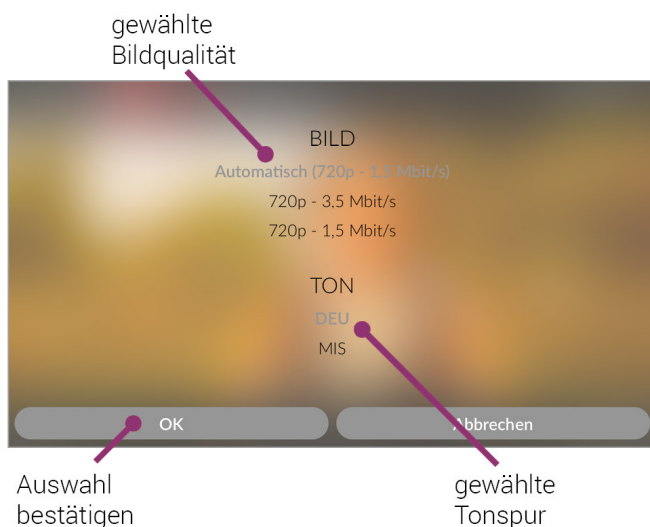 gewählte
Bildqualität
BILD
Automatisch (720p - 1,5 Mbit/s)
720p - 3,5 Mbit/s
720p - 1,5 Mbit/s
TON
DEU
MIS
OK
Abbrechen
Auswahl
bestätigen
gewählte
Tonspur